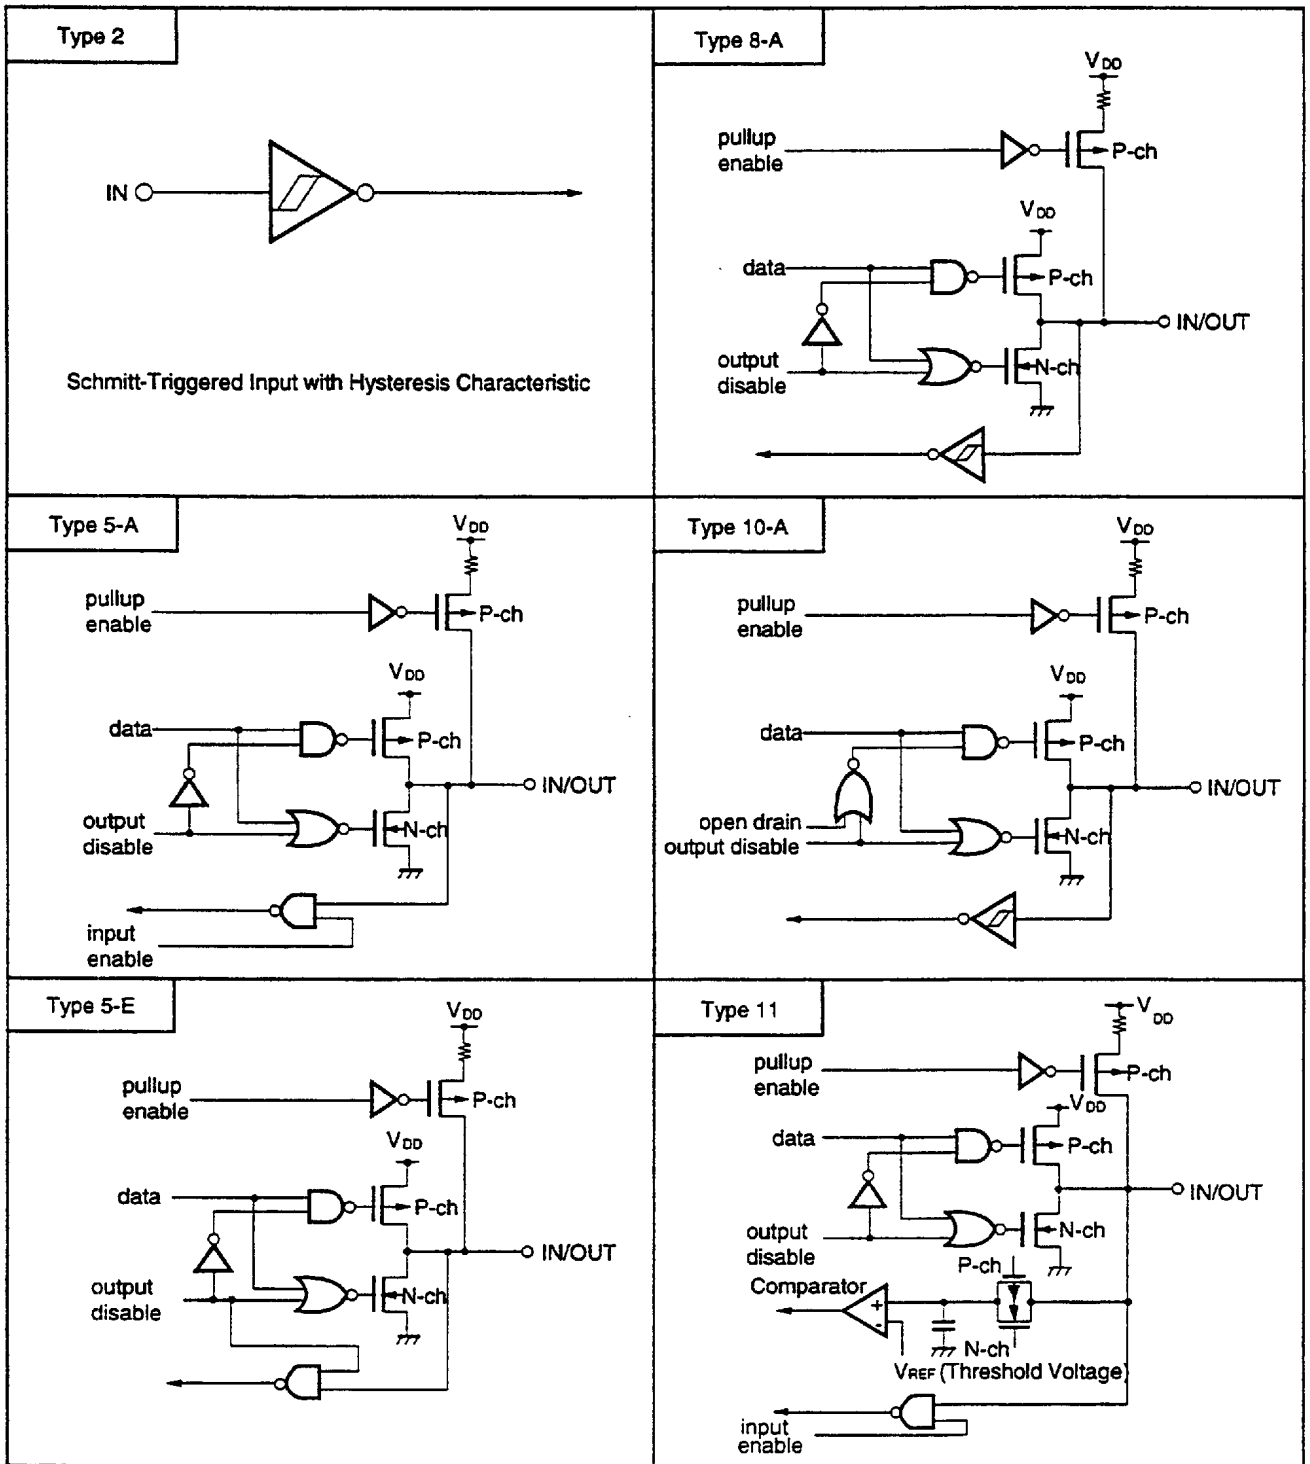 Type 2
IN
Schmitt-Triggered Input with Hysteresis Characteristic
Type 8-A
VDD
pullup
enable
P-ch
VDD
data
P-ch
IN/OUT
output
disable
N-ch
Type 5-A
VDD
pullup
enable
P-ch
VDD
data
P-ch
IN/OUT
output
disable
N-ch
input
enable
Type 10-A
VDD
pullup
enable
P-ch
VDD
data
P-ch
IN/OUT
open drain
output disable
N-ch
Type 5-E
VDD
pullup
enable
P-ch
VDD
data
P-ch
IN/OUT
output
disable
N-ch
Type 11
VDD
pullup
enable
P-ch
VDD
data
P-ch
IN/OUT
output
disable
N-ch
P-ch
Comparator
+
-
N-ch
VREF (Threshold Voltage)
input
enable